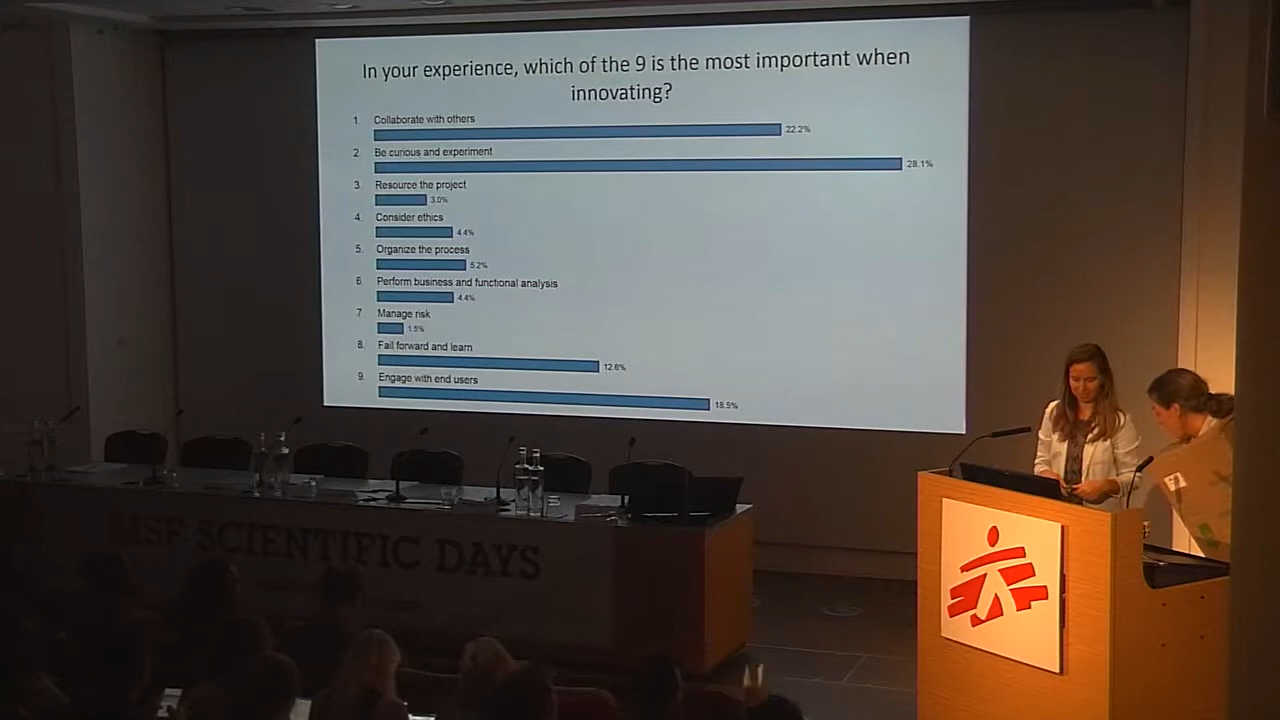 In your experience, which of the 9 is the most important when
innovating?
1. Collaborate with others
22.2%
2. Be curious and experiment
28.1%
3. Resource the project
3.0%
4. Consider ethics
4.4%
5. Organize the process
5.2%
6. Perform business and functional analysis
4.4%
7. Manage risk
1.5%
8. Fail forward and learn
12.6%
9. Engage with end users
18.5%
MSF SCIENTIFIC DAYS